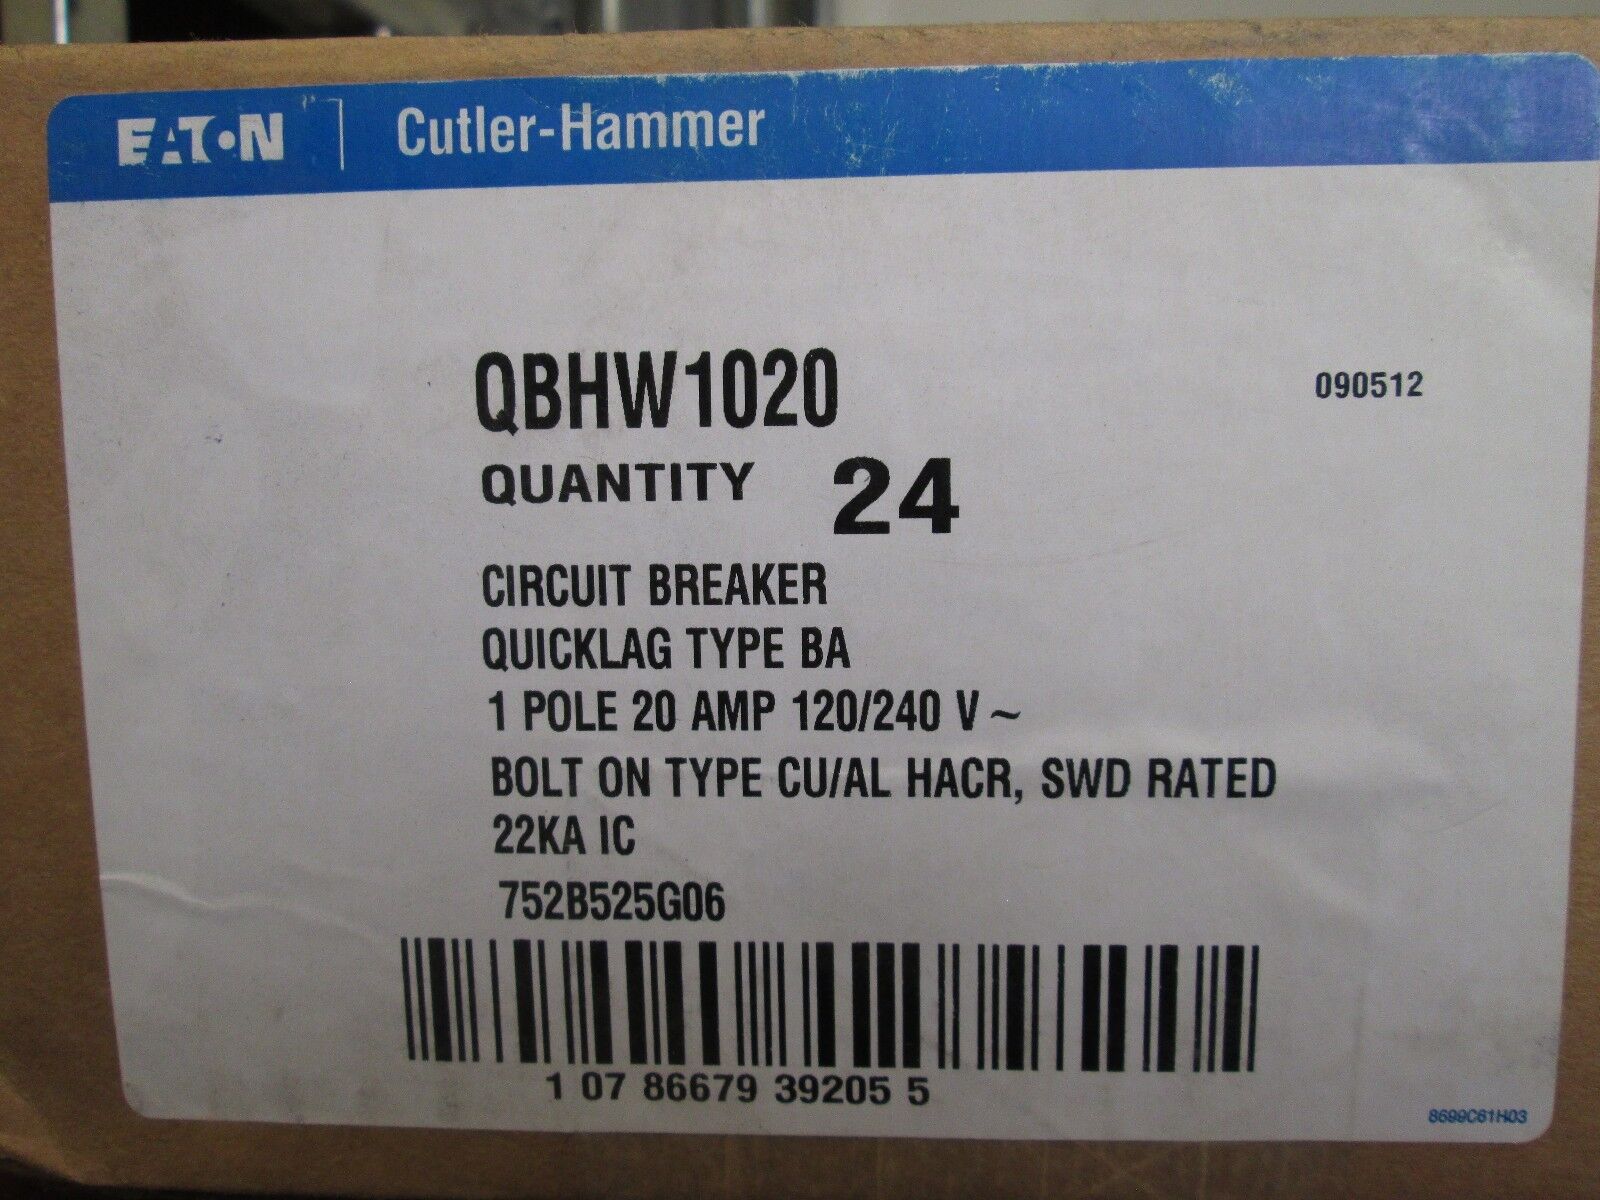 EATON | Cutler-Hammer
QBHW1020
090512
QUANTITY 24
CIRCUIT BREAKER
QUICKLAG TYPE BA
1 POLE 20 AMP 120/240 V ~
BOLT ON TYPE CU/AL HACR, SWD RATED
22KA IC
752B525G06
1 07 86679 39205 5
8699C61H03